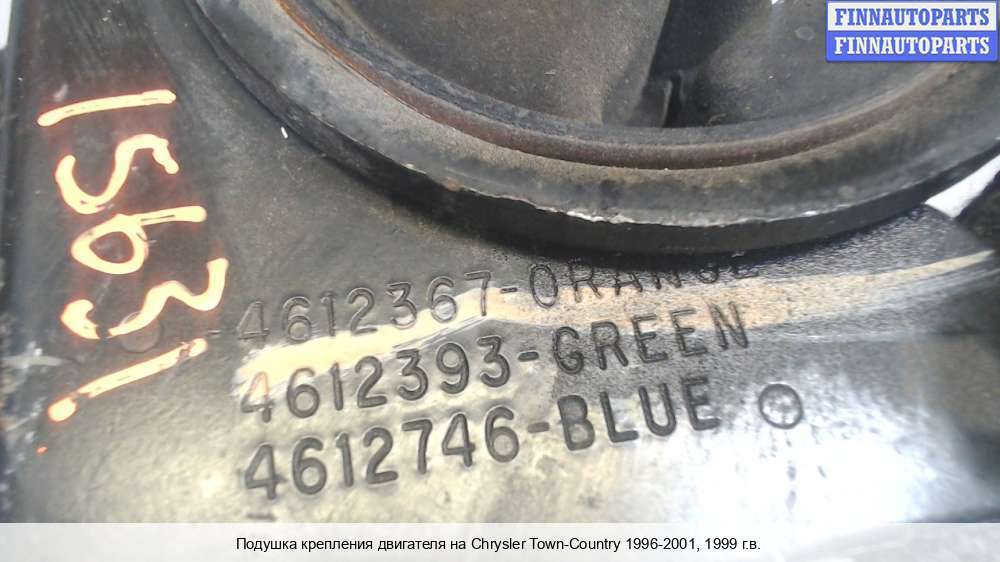 FINNAUTOPARTS
FINNAUTOPARTS
15631
4612367-ORANGE
4612393-GREEN
4612746-BLUE
Подушка крепления двигателя на Chrysler Town-Country 1996-2001, 1999 г.в.